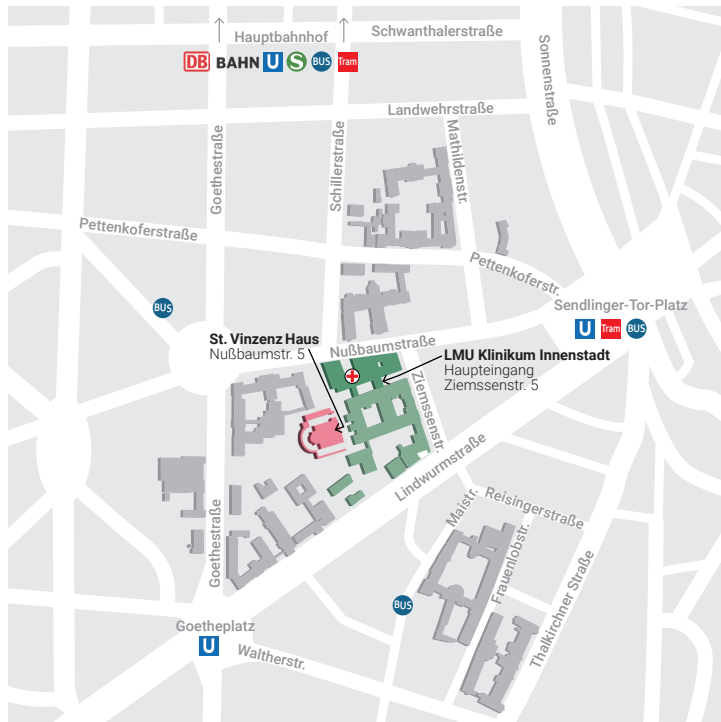 Hauptbahnhof
DB BAHN U S BUS Tram
Schwanthalerstraße
Sonnenstraße
Landwehrstraße
Goethestraße
Schillerstraße
Mathildenstr.
Pettenkoferstraße
Pettenkoferstr.
BUS
Sendlinger-Tor-Platz
U Tram BUS
St. Vinzenz Haus
Nußbaumstr. 5
Nußbaumstraße
LMU Klinikum Innenstadt
Haupteingang
Ziemssenstr. 5
Ziemssenstr.
Lindwurmstraße
Goethestraße
Maistr.
Reisingerstraße
Frauenlobstr.
Thalkirchner Straße
BUS
Goetheplatz
U
Waltherstr.